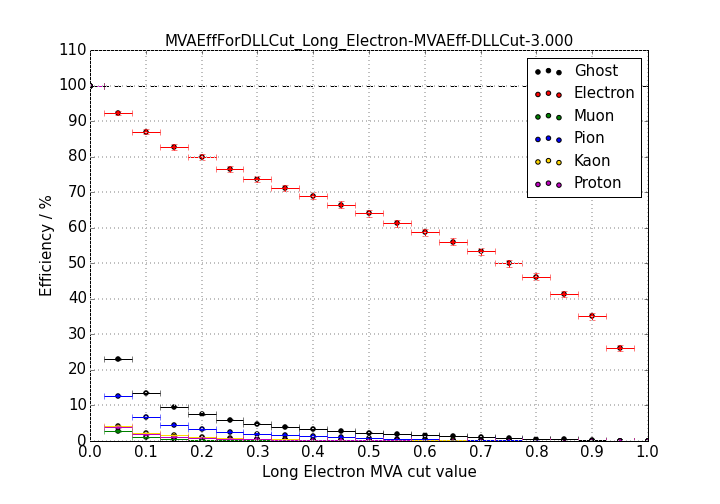 MVAEffForDLLCut_Long_Electron-MVAEff-DLLCut-3.000
110
100
90
80
70
60
50
40
30
20
10
0
Efficiency / %
Ghost
Electron
Muon
Pion
Kaon
Proton
0.0 0.1 0.2 0.3 0.4 0.5 0.6 0.7 0.8 0.9 1.0
Long Electron MVA cut value